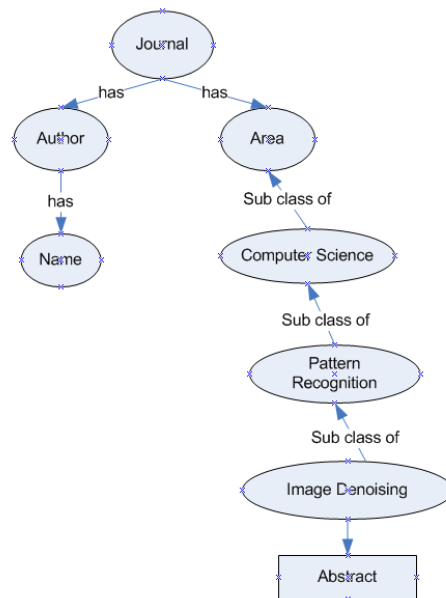 Journal
has
has
Author
Area
has
Sub class of
Name
Computer Science
Sub class of
Pattern
Recognition
Sub class of
Image Denoising
Abstract